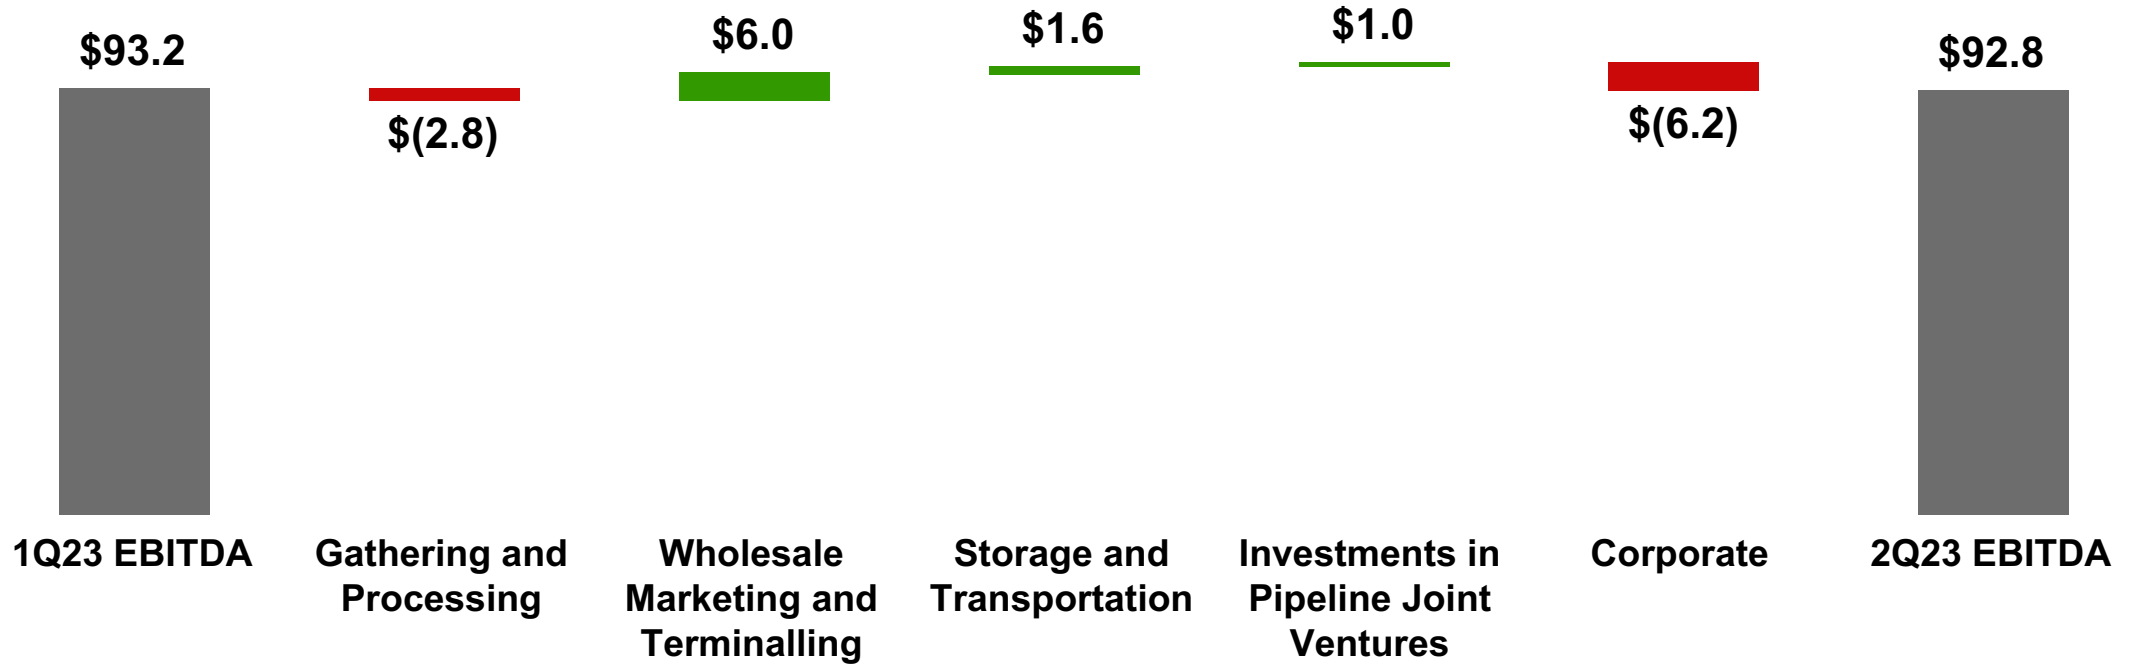 $93.2
$(2.8)
$6.0
$1.6
$1.0
$(6.2)
$92.8
1Q23 EBITDA
Gathering and
Processing
Wholesale
Marketing and
Terminalling
Storage and
Transportation
Investments in
Pipeline Joint
Ventures
Corporate
2Q23 EBITDA